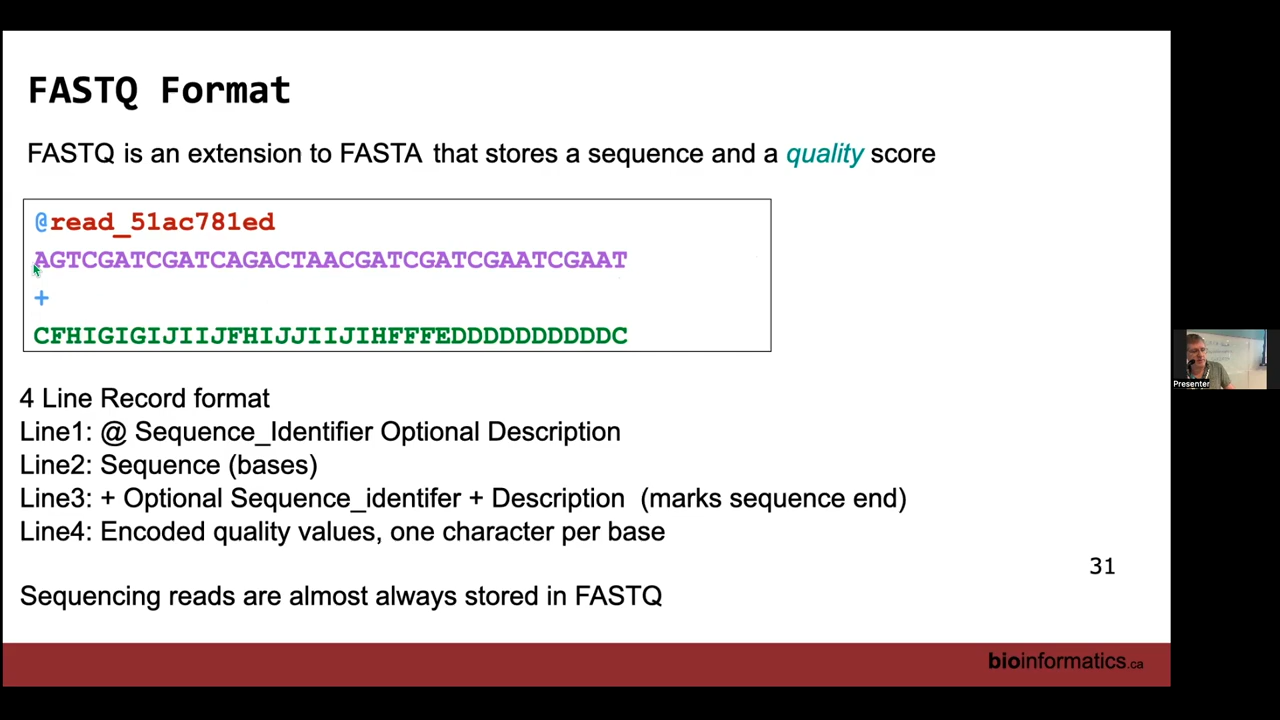 FASTQ Format
FASTQ is an extension to FASTA that stores a sequence and a quality score
@read_51ac781ed
AGTCGATCGATCAGACTAACGATCGATCGAATCGAAT
+
CFHIGIGIJIIJFHIJJIIJIHFFFEDDDDDDDDDDC
4 Line Record format
Line1: @ Sequence_Identifier Optional Description
Line2: Sequence (bases)
Line3: + Optional Sequence_identifer + Description (marks sequence end)
Line4: Encoded quality values, one character per base
31
Sequencing reads are almost always stored in FASTQ
bioinformatics.ca
Presenter